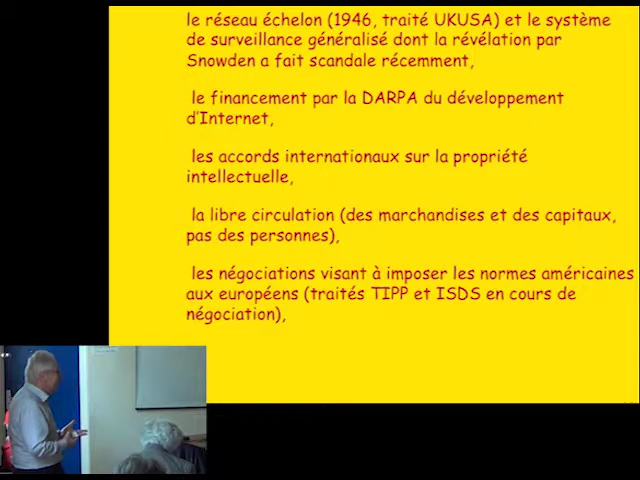 le réseau échelon (1946, traité UKUSA) et le système
de surveillance généralisé dont la révélation par
Snowden a fait scandale récemment,
le financement par la DARPA du développement
d'Internet,
les accords internationaux sur la propriété
intellectuelle,
la libre circulation (des marchandises et des capitaux,
pas des personnes),
les négociations visant à imposer les normes américaines
aux européens (traités TIPP et ISDS en cours de
négociation),